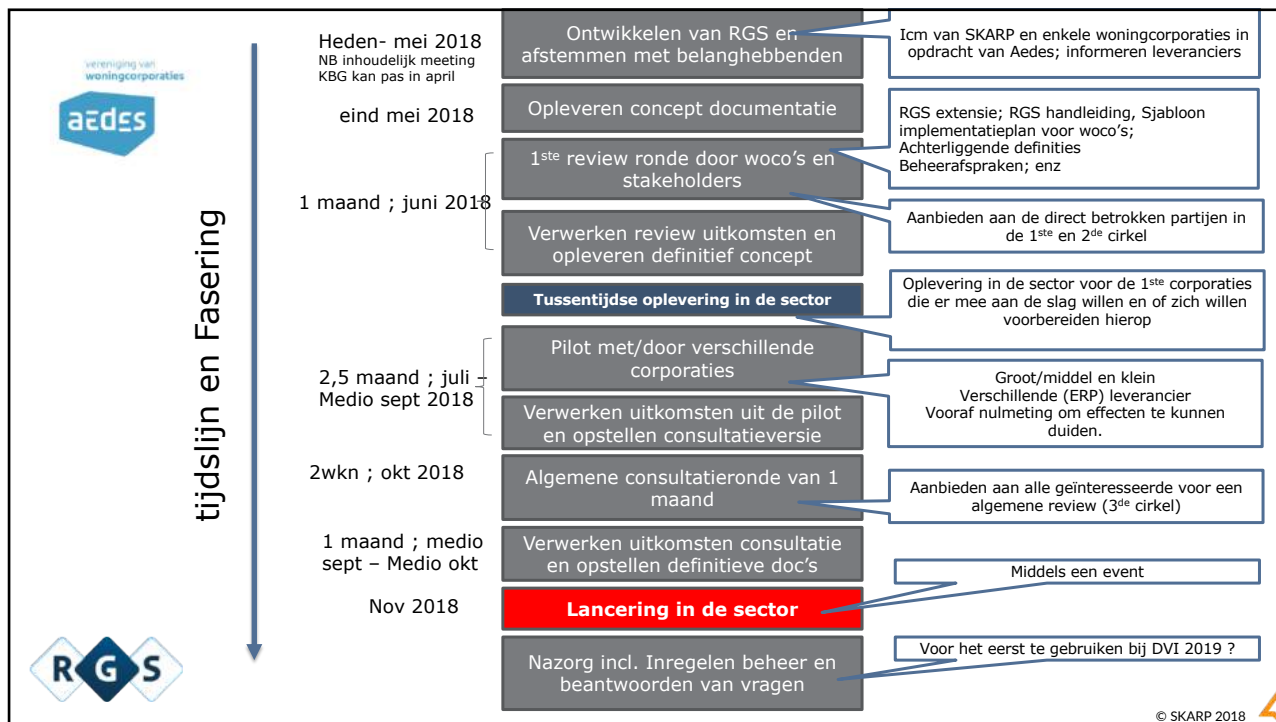 vereniging van
woningcorporaties
aedes
tijdslijn en Fasering
Heden- mei 2018
NB inhoudelijk meeting
KBG kan pas in april
Ontwikkelen van RGS en
afstemmen met belanghebbenden
Icm van SKARP en enkele woningcorporaties in
opdracht van Aedes; informeren leveranciers
eind mei 2018
Opleveren concept documentatie
RGS extensie; RGS handleiding, Sjabloon
implementatieplan voor woco’s;
Achterliggende definities
Beheerafspraken; enz
1 maand ; juni 2018
1ste review ronde door woco’s en
stakeholders
Aanbieden aan de direct betrokken partijen in
de 1ste en 2de cirkel
Verwerken review uitkomsten en
opleveren definitief concept
Tussentijdse oplevering in de sector
Oplevering in de sector voor de 1ste corporaties
die er mee aan de slag willen en of zich willen
voorbereiden hierop
2,5 maand ; juli –
Medio sept 2018
Pilot met/door verschillende
corporaties
Groot/middel en klein
Verschillende (ERP) leverancier
Vooraf nulmeting om effecten te kunnen
duiden.
Verwerken uitkomsten uit de pilot
en opstellen consultatieversie
2wkn ; okt 2018
Algemene consultatieronde van 1
maand
Aanbieden aan alle geïnteresseerde voor een
algemene review (3de cirkel)
1 maand ; medio
sept – Medio okt
Verwerken uitkomsten consultatie
en opstellen definitieve doc’s
Middels een event
Nov 2018
Lancering in de sector
Nazorg incl. Inregelen beheer en
beantwoorden van vragen
Voor het eerst te gebruiken bij DVI 2019 ?
RGS
© SKARP 2018